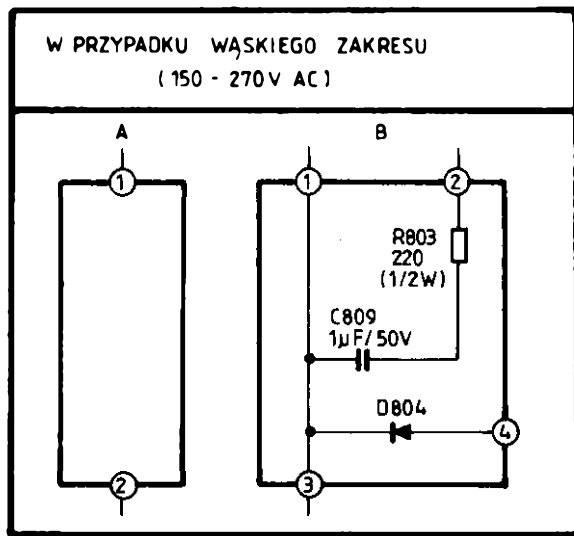 W PRZYPADKU WĄSKIEGO ZAKRESU
( 150 - 270V AC )
A
B
1
1
2
R803
220
(1/2W)
C809
1µF/50V
D804
4
2
3